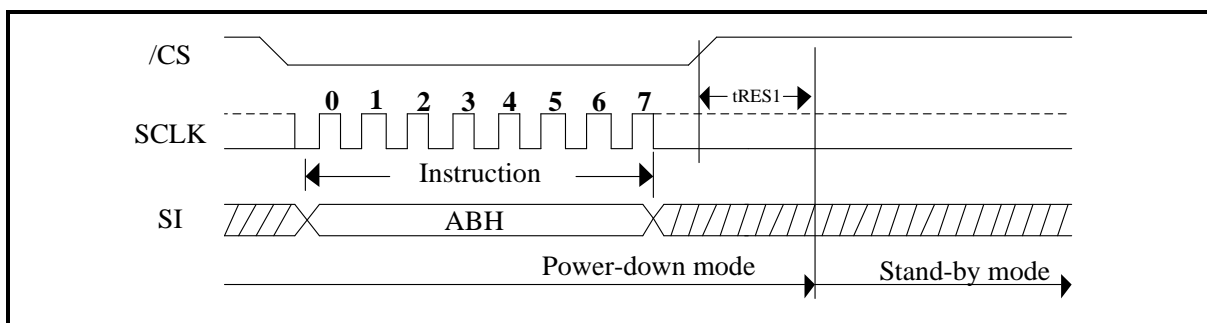 /CS
tRES1
0 1 2 3 4 5 6 7
SCLK
Instruction
SI
ABH
Power-down mode
Stand-by mode